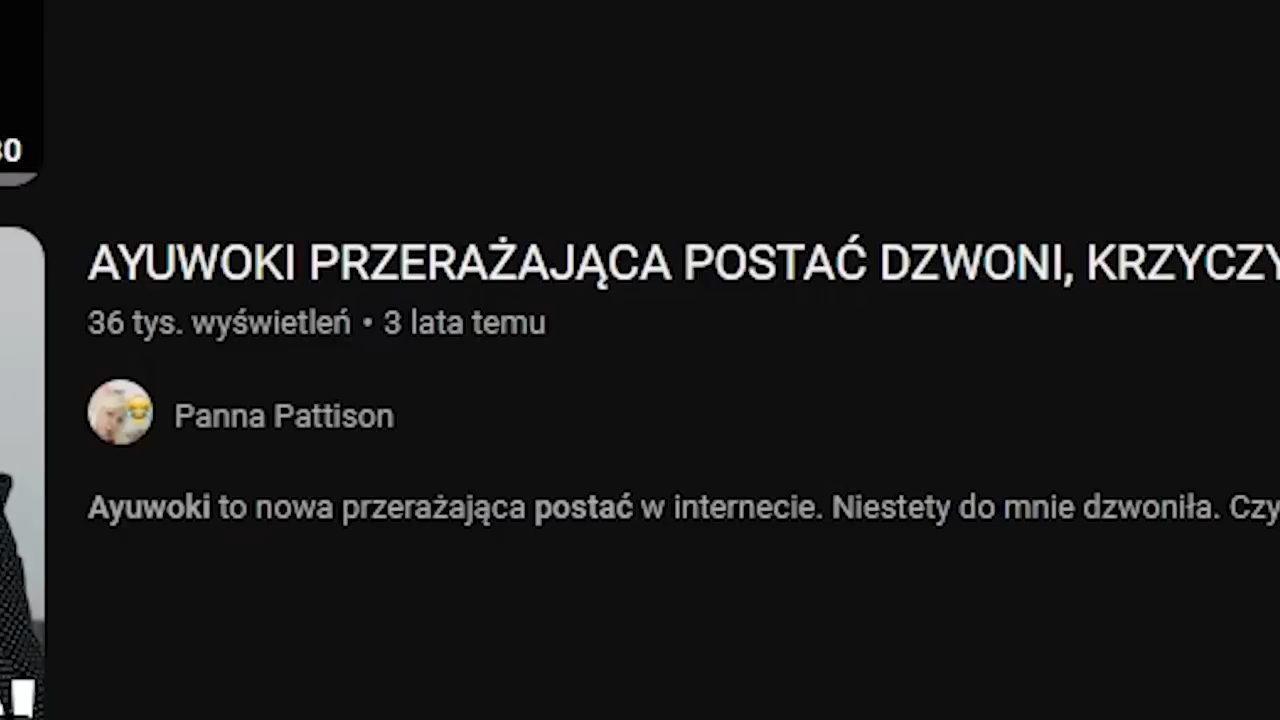 30
AYUWOKI PRZERAŻAJĄCA POSTAĆ DZWONI, KRZYCZY
36 tys. wyświetleń • 3 lata temu
Panna Pattison
Ayuwoki to nowa przerażająca postać w internecie. Niestety do mnie dzwoniła. Czy